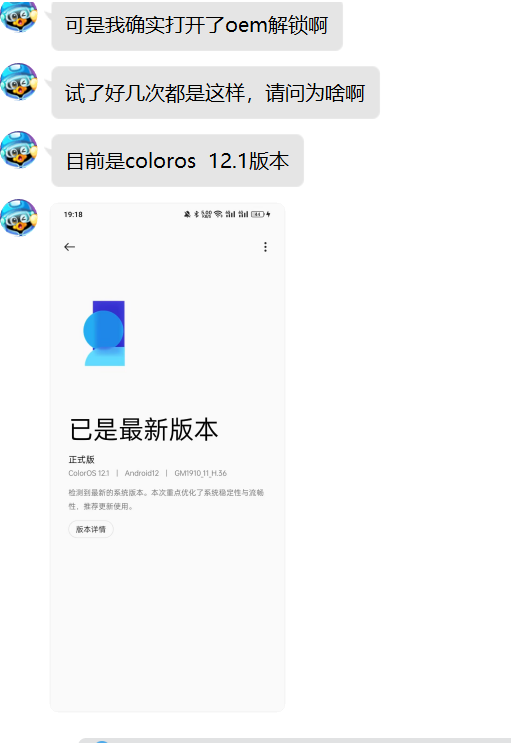 可是我确实打开了oem解锁啊
试了好几次都是这样，请问为啥啊
目前是coloros 12.1版本
19:18
已是最新版本
正式版
ColorOS 12.1 | Android12 | GM1910_11_H.36
检测到最新的系统版本。本次重点优化了系统稳定性与流畅
性，推荐更新使用。
版本详情